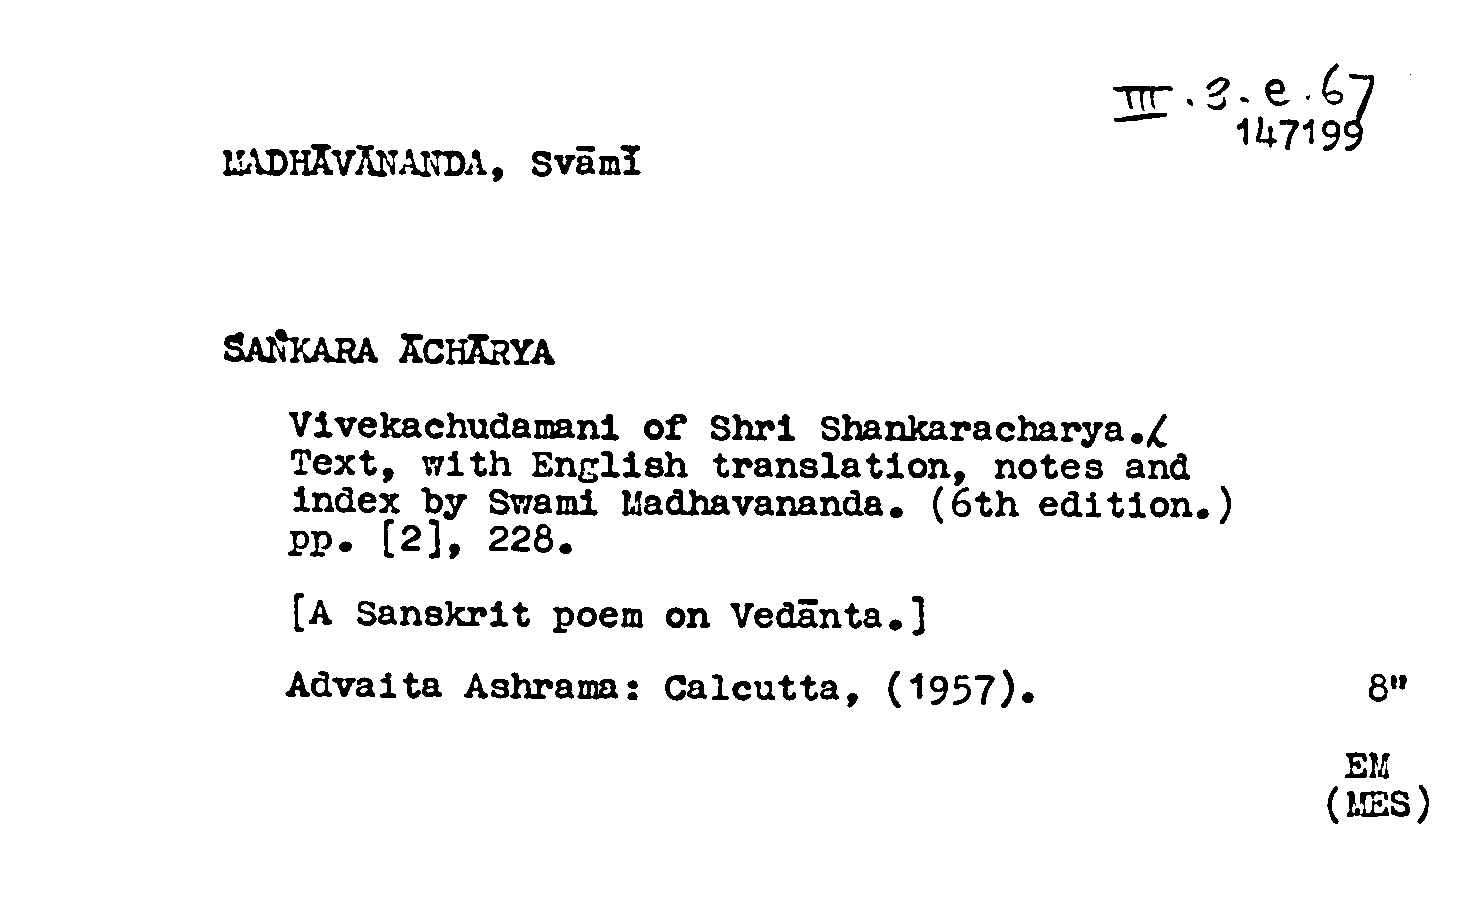 III.3.e.67
147199
MADHĀVĀNANDA, Svāmī
ŚAṄKARA ĀCHĀRYA
Vivekachudamani of Shri Shankaracharya./
Text, with English translation, notes and
index by Swami Madhavananda. (6th edition.)
pp. [2], 228.
[A Sanskrit poem on Vedānta.]
Advaita Ashrama: Calcutta, (1957).
8"
EM
(MES)